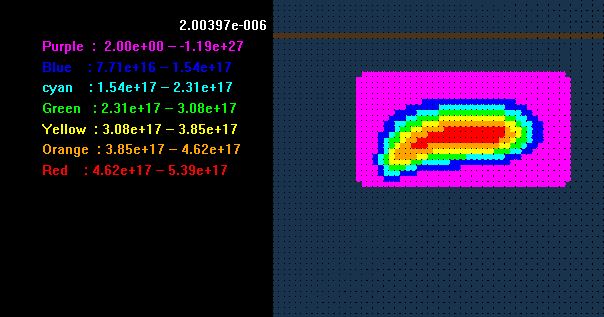 2.00397e-006
Purple : 2.00e+00 – -1.19e+27
Blue : 7.71e+16 – 1.54e+17
cyan : 1.54e+17 – 2.31e+17
Green : 2.31e+17 – 3.08e+17
Yellow : 3.08e+17 – 3.85e+17
Orange : 3.85e+17 – 4.62e+17
Red : 4.62e+17 – 5.39e+17